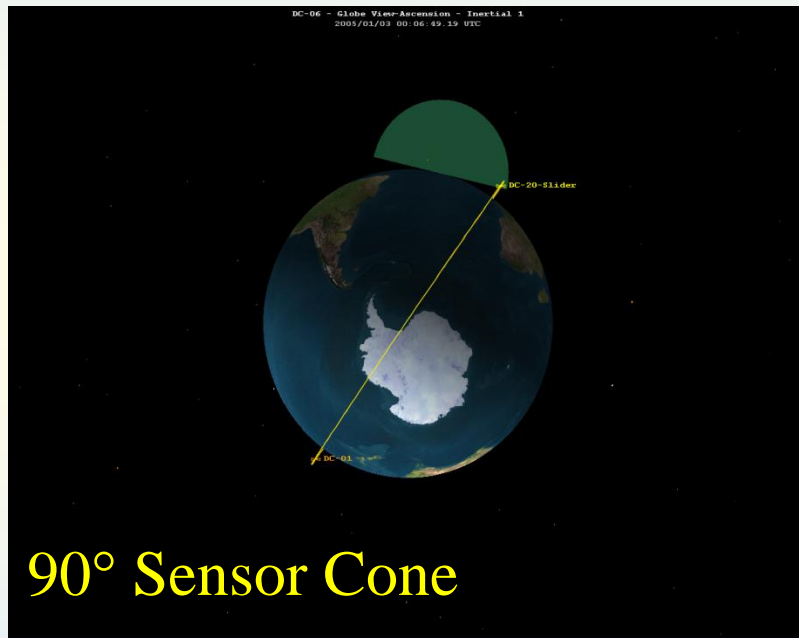 DC-06 - Globe View-Ascension - Inertial 1
2005/01/03 00:06:49.19 UTC
DC-20-Slider
DC-01
90° Sensor Cone